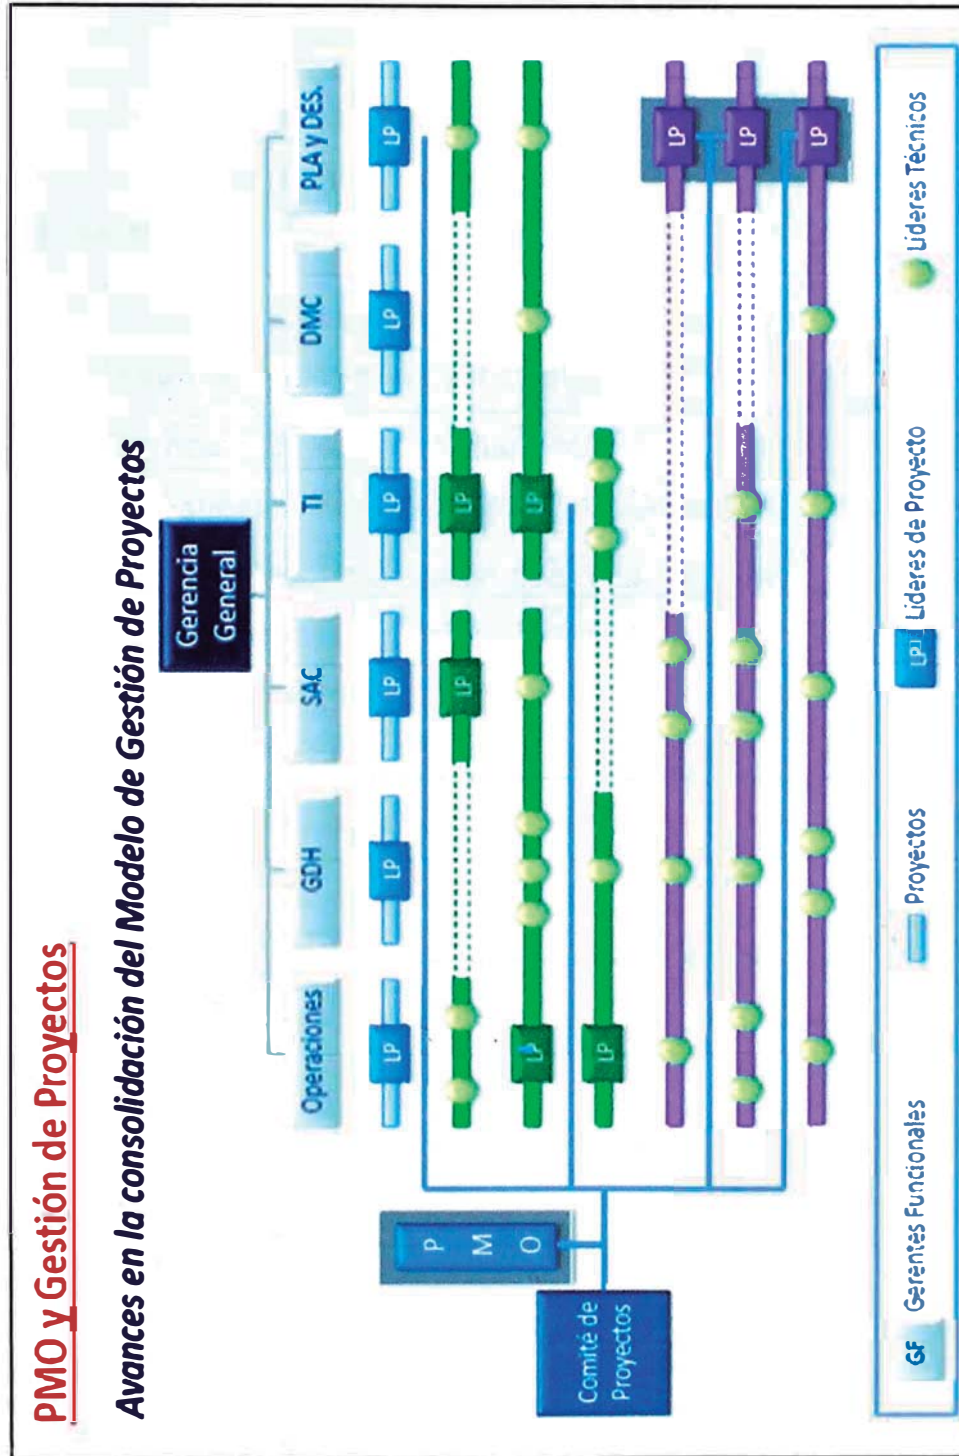 PMO y Gestión de Proyectos
Avances en la consolidación del Modelo de Gestión de Proyectos
Gerencia
General
Operaciones
GDH
SAC
TI
DMC
PLA y DES.
LP
LP
LP
LP
LP
LP
LP
LP
LP
LP
LP
P
M
O
Comité de
Proyectos
LP
LP
LP
LP
GF Gerentes Funcionales
Proyectos
LP Lideres de Proyecto
Lideres Técnicos